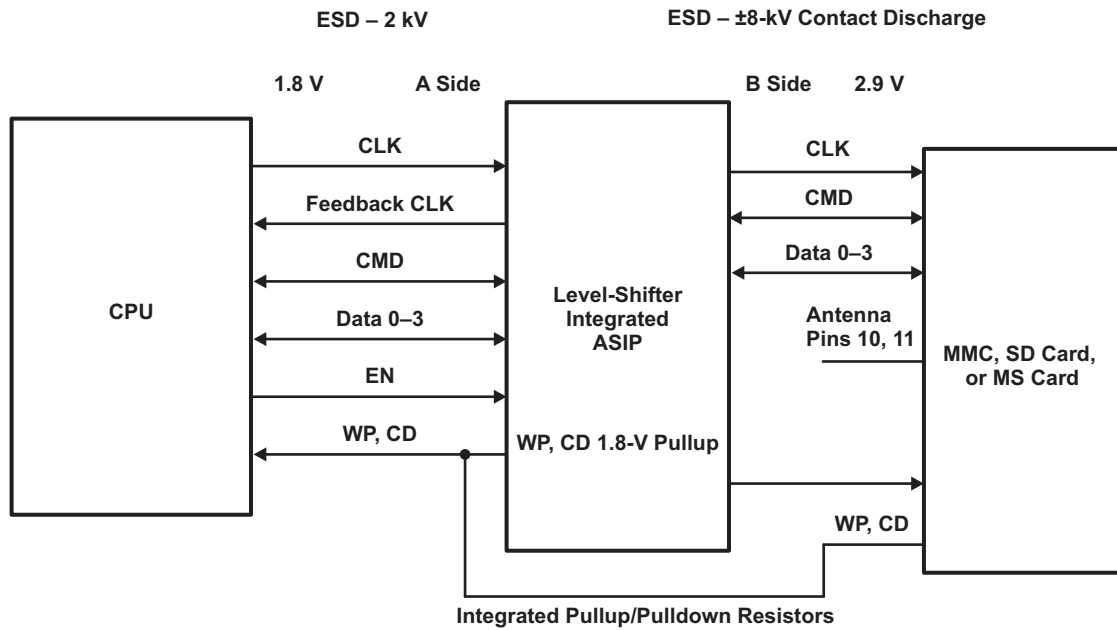 ESD – 2 kV
ESD – ±8-kV Contact Discharge
1.8 V
A Side
B Side
2.9 V
CLK
Feedback CLK
CMD
Data 0–3
EN
WP, CD
CPU
Level-Shifter
Integrated
ASIP
WP, CD 1.8-V Pullup
CLK
CMD
Data 0–3
Antenna
Pins 10, 11
WP, CD
MMC, SD Card,
or MS Card
Integrated Pullup/Pulldown Resistors